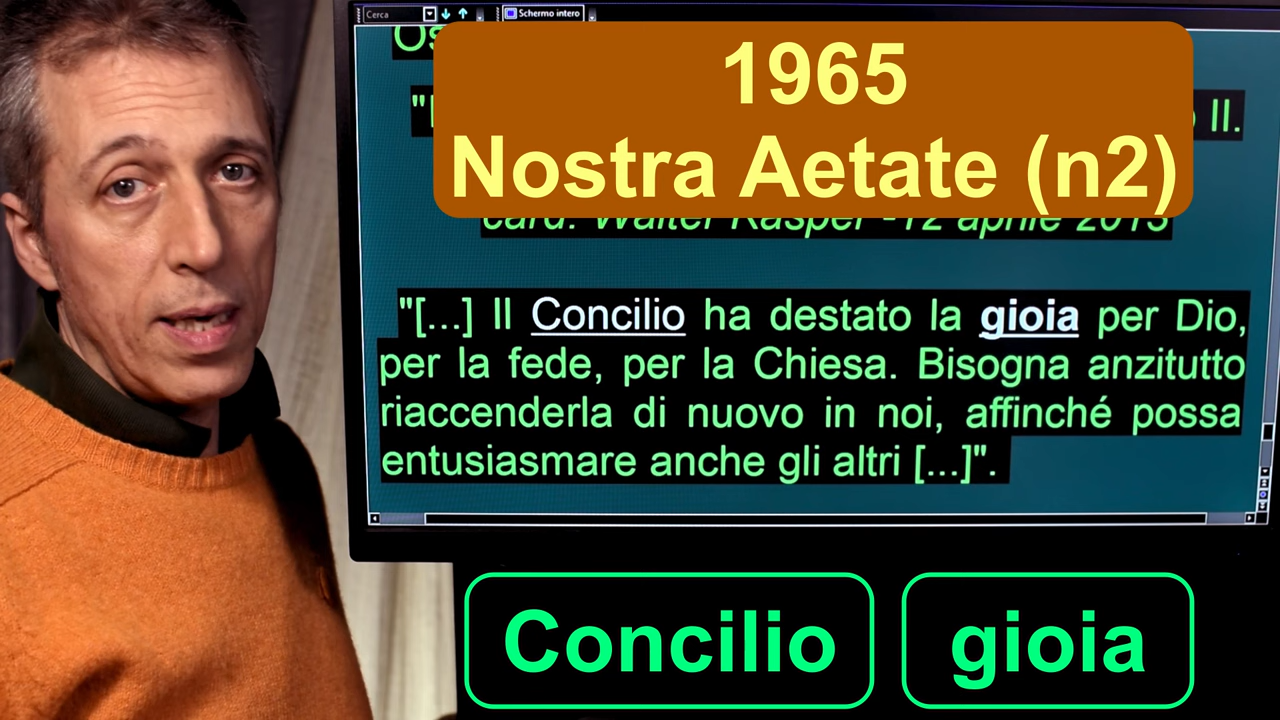 Cerca
Schermo intero
1965
II.
Nostra Aetate (n2)
card. Walter Kasper -12 aprile 2013
"[...] Il Concilio ha destato la gioia per Dio,
per la fede, per la Chiesa. Bisogna anzitutto
riaccenderla di nuovo in noi, affinché possa
entusiasmare anche gli altri [...]".
Concilio
gioia